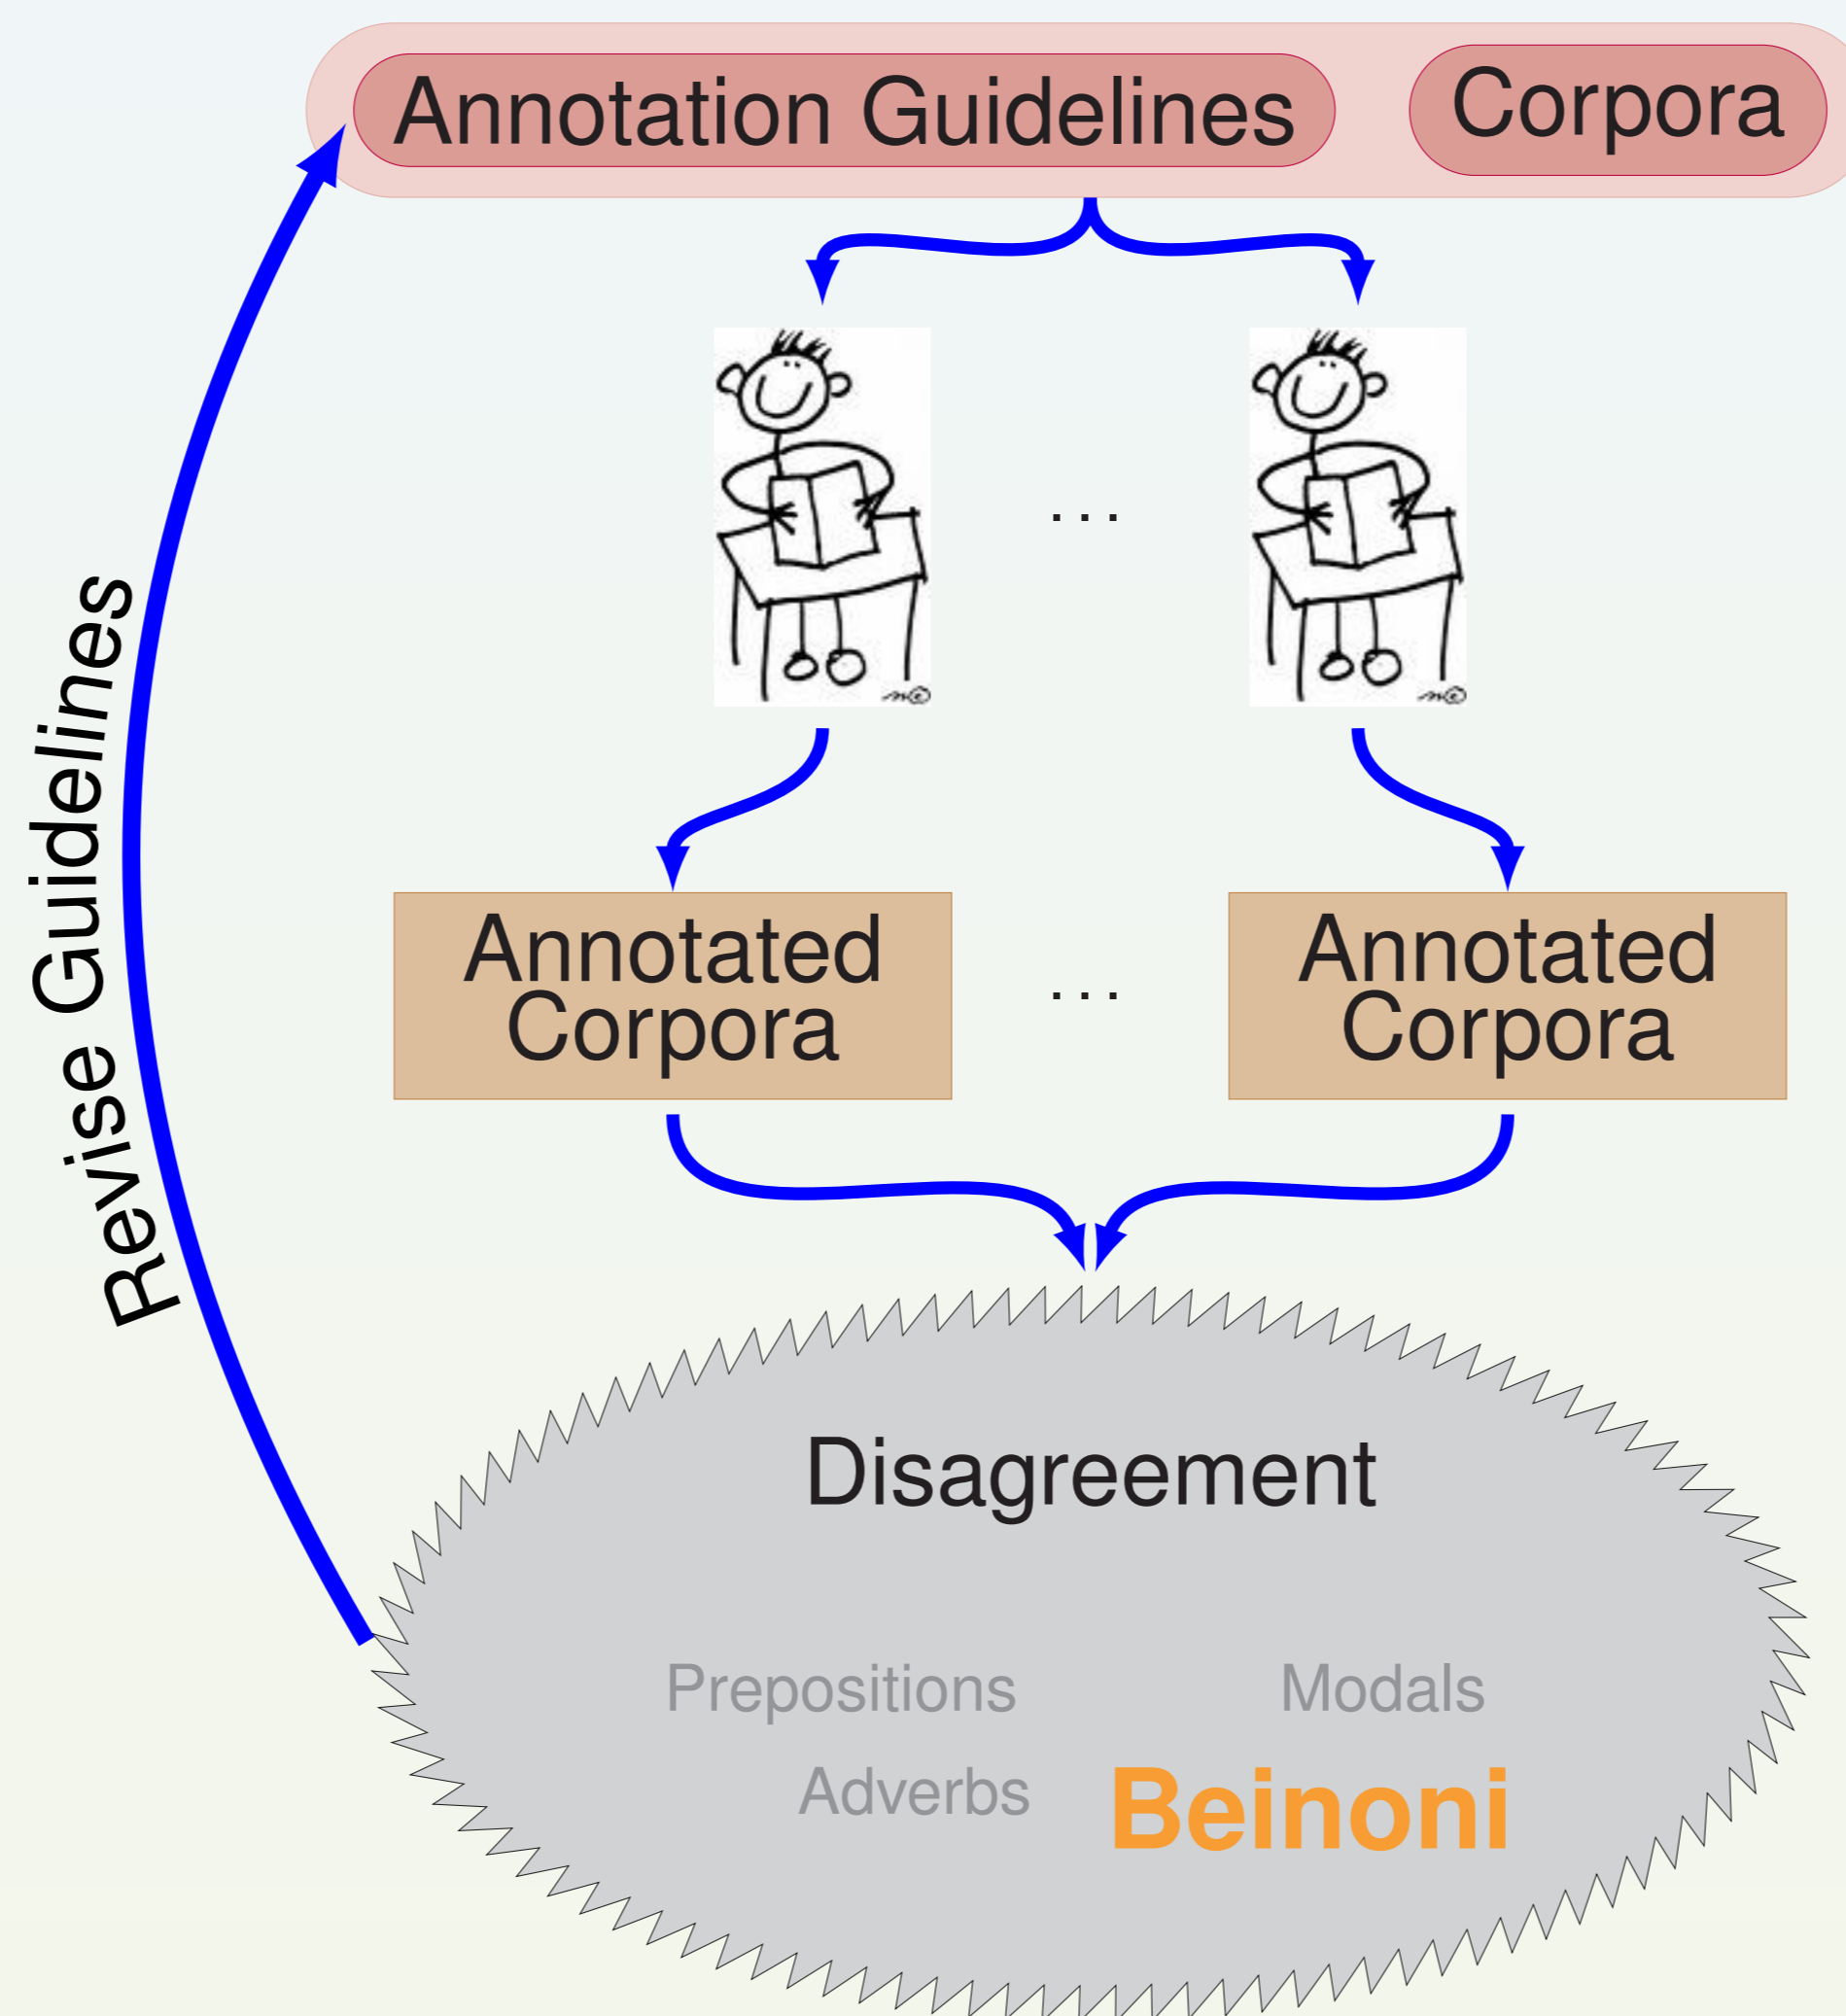 Annotation Guidelines
Corpora
...
Annotated
Corpora
...
Annotated
Corpora
Revise Guidelines
Disagreement
Prepositions
Modals
Adverbs
Beinoni